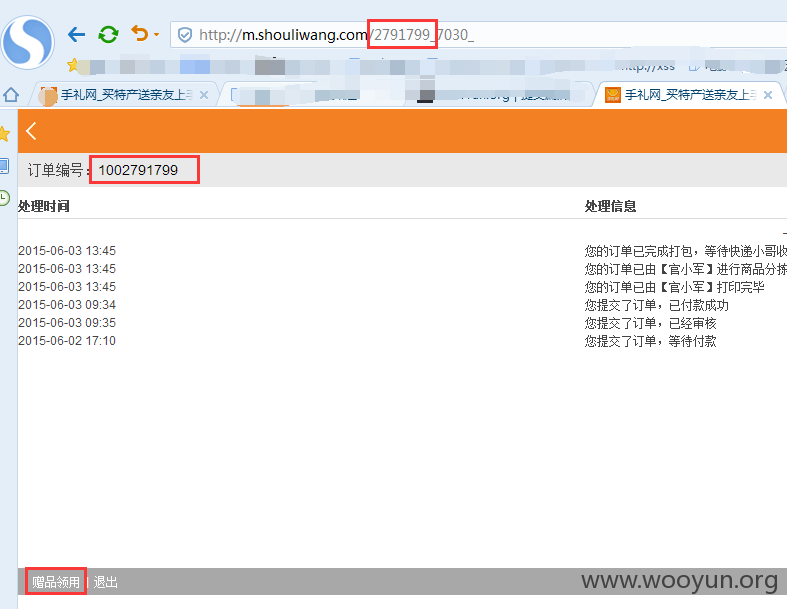 http://m.shouliwang.com/2791799_7030_
手礼网_买特产送亲友上手
手礼网_买特产送亲友上手
订单编号: 1002791799
处理时间 处理信息
2015-06-03 13:45 您的订单已完成打包，等待快递小哥收
2015-06-03 13:45 您的订单已由【官小军】进行商品分拣
2015-06-03 13:45 您的订单已由【官小军】打印完毕
2015-06-03 09:34 您提交了订单，已付款成功
2015-06-03 09:35 您提交了订单，已经审核
2015-06-02 17:10 您提交了订单，等待付款
赠品领用 | 退出
www.wooyun.org